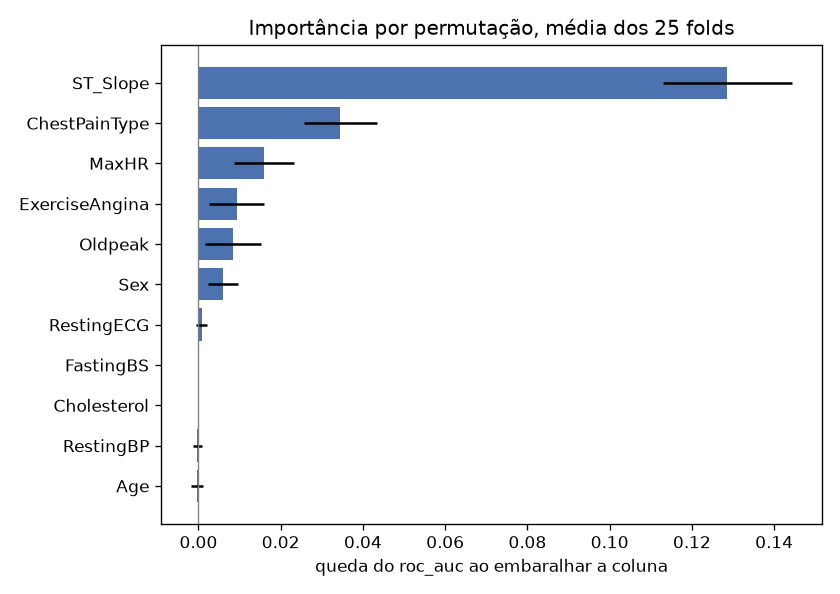 Importância por permutação, média dos 25 folds
ST_Slope
ChestPainType
MaxHR
ExerciseAngina
Oldpeak
Sex
RestingECG
FastingBS
Cholesterol
RestingBP
Age
0.00 0.02 0.04 0.06 0.08 0.10 0.12 0.14
queda do roc_auc ao embaralhar a coluna